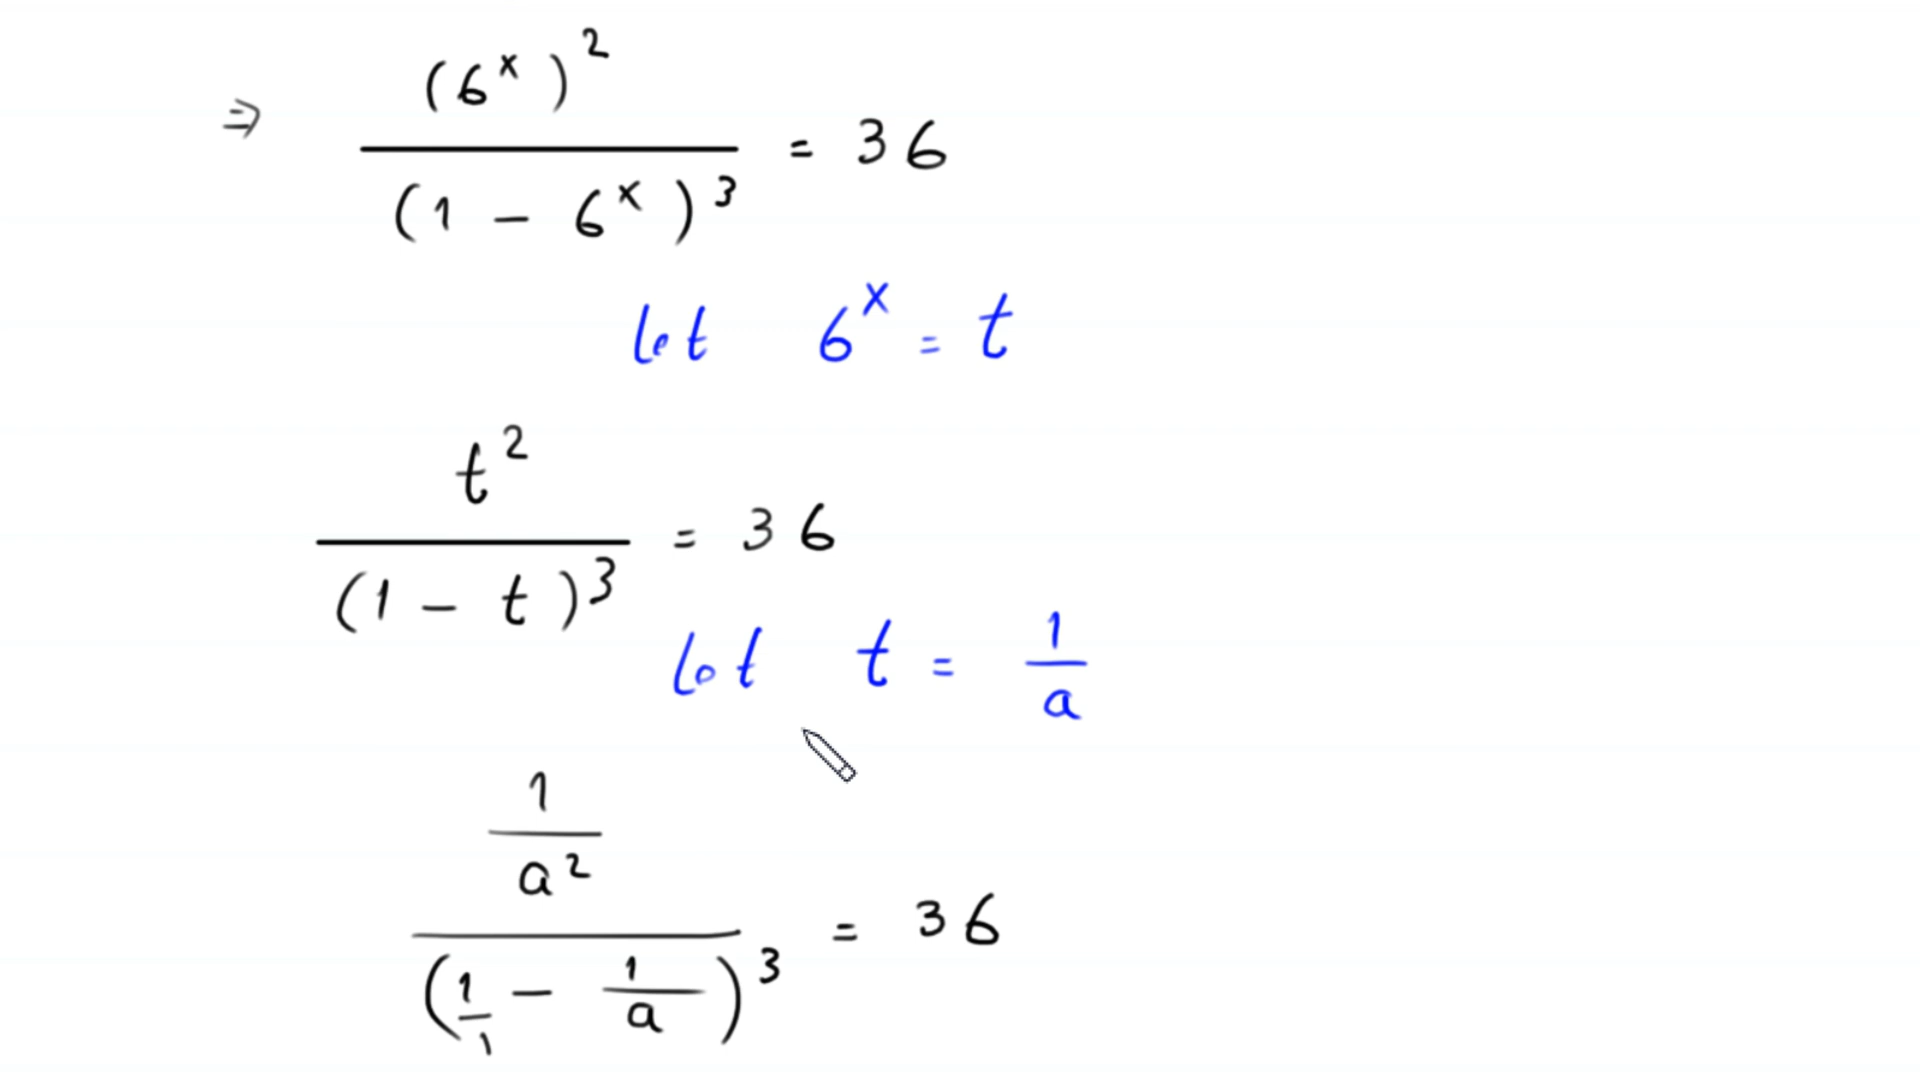 ⇒ (6^x)^2 / (1 - 6^x)^3 = 36
let 6^x = t
t^2 / (1 - t)^3 = 36
let t = 1/a
(1/a^2) / (1/1 - 1/a)^3 = 36